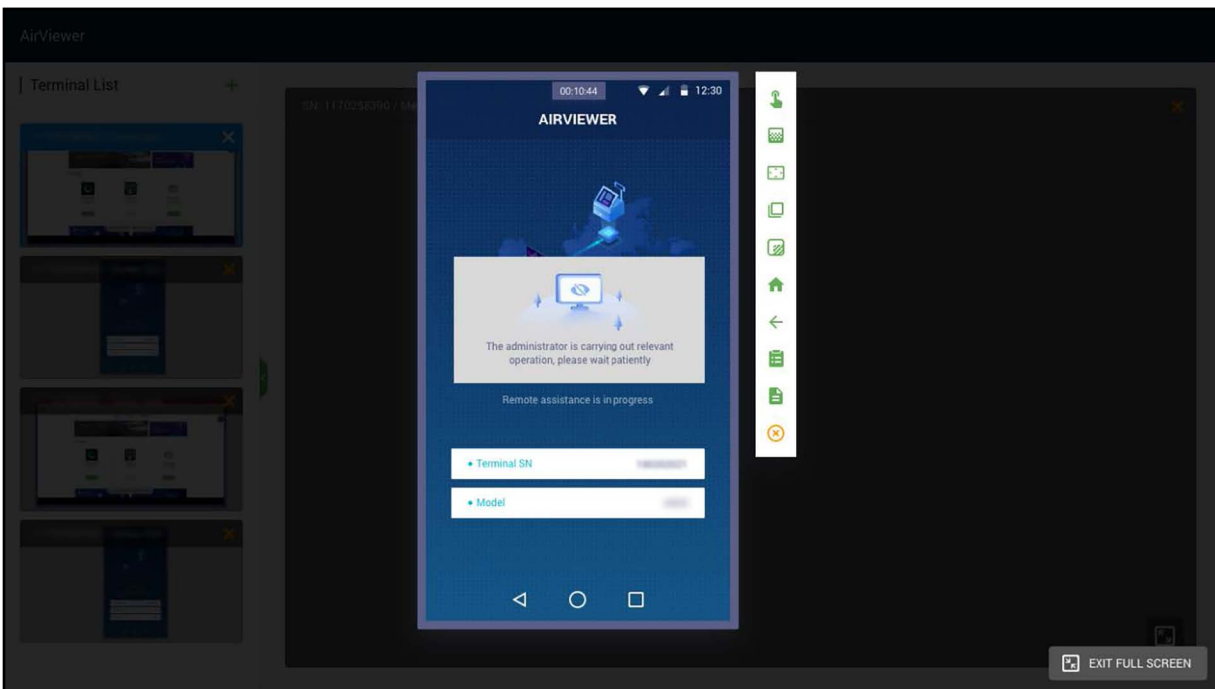 AirViewer
Terminal List
00:10:44
12:30
AIRVIEWER
The administrator is carrying out relevant
operation, please wait patiently
Remote assistance is in progress
• Terminal SN
• Model
EXIT FULL SCREEN